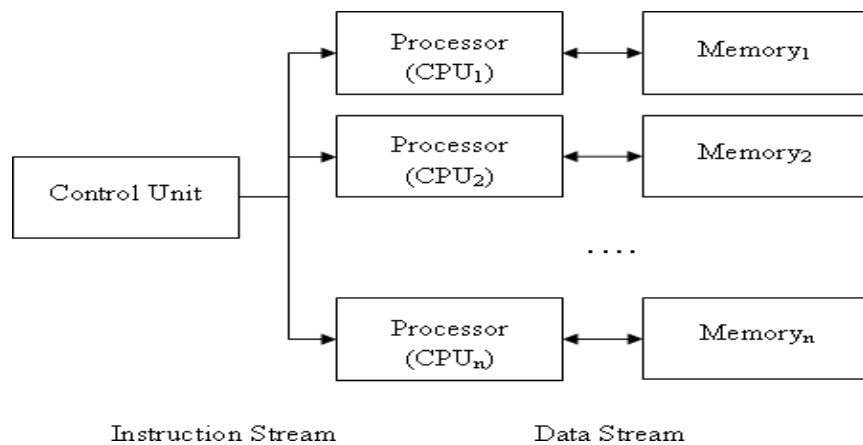 Processor
(CPU₁)
Memory₁
Processor
(CPU₂)
Memory₂
Control Unit
....
Processor
(CPUₙ)
Memoryₙ
Instruction Stream
Data Stream